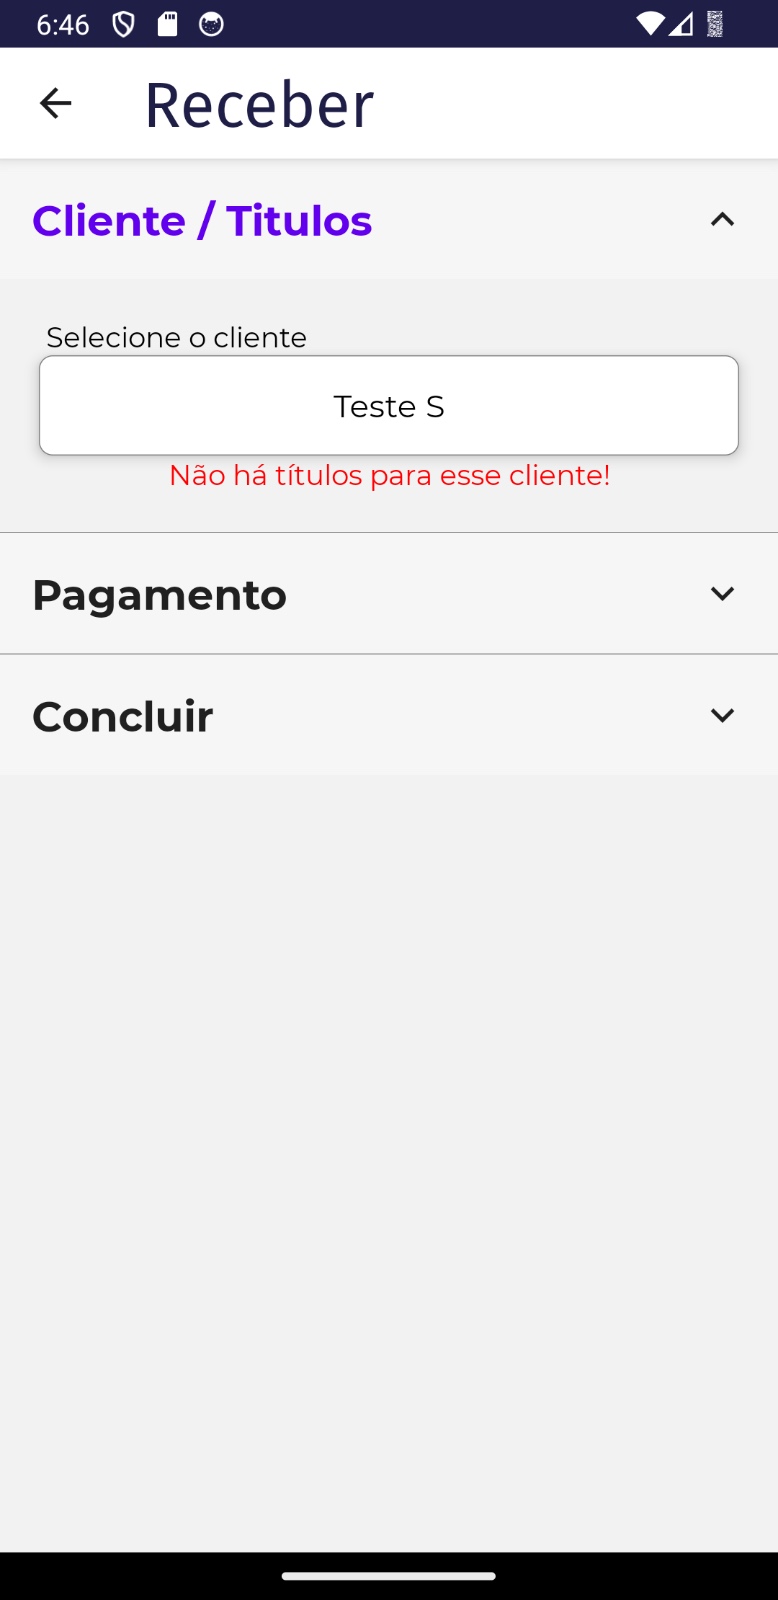 6:46
Receber
Cliente / Titulos
Selecione o cliente
Teste S
Não há títulos para esse cliente!
Pagamento
Concluir